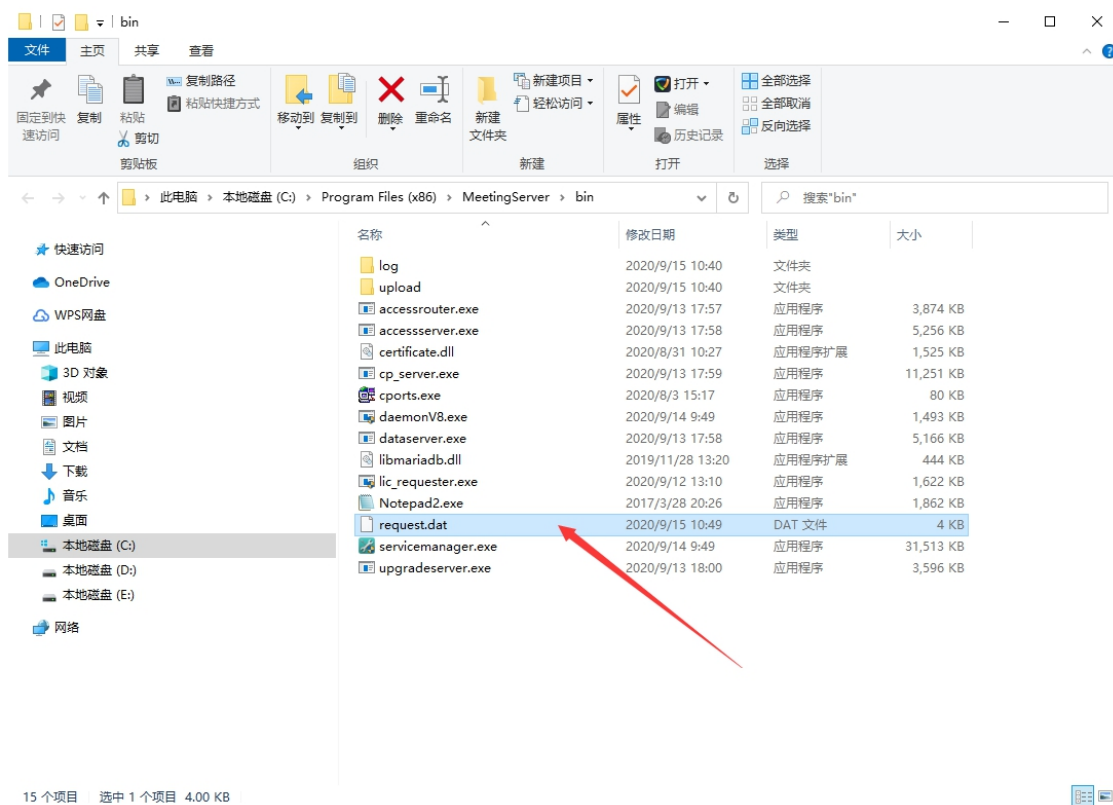 bin
文件 主页 共享 查看
固定到快速访问 复制 粘贴 复制路径 粘贴快捷方式 剪切 移动到 复制到 删除 重命名 新建文件夹 新建项目 轻松访问 属性 打开 编辑 历史记录 全部选择 全部取消 反向选择
剪贴板 组织 新建 打开 选择
此电脑 › 本地磁盘 (C:) › Program Files (x86) › MeetingServer › bin 搜索"bin"
快速访问
OneDrive
WPS网盘
此电脑
3D 对象
视频
图片
文档
下载
音乐
桌面
本地磁盘 (C:)
本地磁盘 (D:)
本地磁盘 (E:)
网络
名称 修改日期 类型 大小
log 2020/9/15 10:40 文件夹
upload 2020/9/15 10:40 文件夹
accessrouter.exe 2020/9/13 17:57 应用程序 3,874 KB
accessserver.exe 2020/9/13 17:58 应用程序 5,256 KB
certificate.dll 2020/8/31 10:27 应用程序扩展 1,525 KB
cp_server.exe 2020/9/13 17:59 应用程序 11,251 KB
cports.exe 2020/8/3 15:17 应用程序 80 KB
daemonV8.exe 2020/9/14 9:49 应用程序 1,493 KB
dataserver.exe 2020/9/13 17:58 应用程序 5,166 KB
libmariadb.dll 2019/11/28 13:20 应用程序扩展 444 KB
lic_requester.exe 2020/9/12 13:10 应用程序 1,622 KB
Notepad2.exe 2017/3/28 20:26 应用程序 1,862 KB
request.dat 2020/9/15 10:49 DAT 文件 4 KB
servicemanager.exe 2020/9/14 9:49 应用程序 31,513 KB
upgradeserver.exe 2020/9/13 18:00 应用程序 3,596 KB
15 个项目 选中 1 个项目 4.00 KB